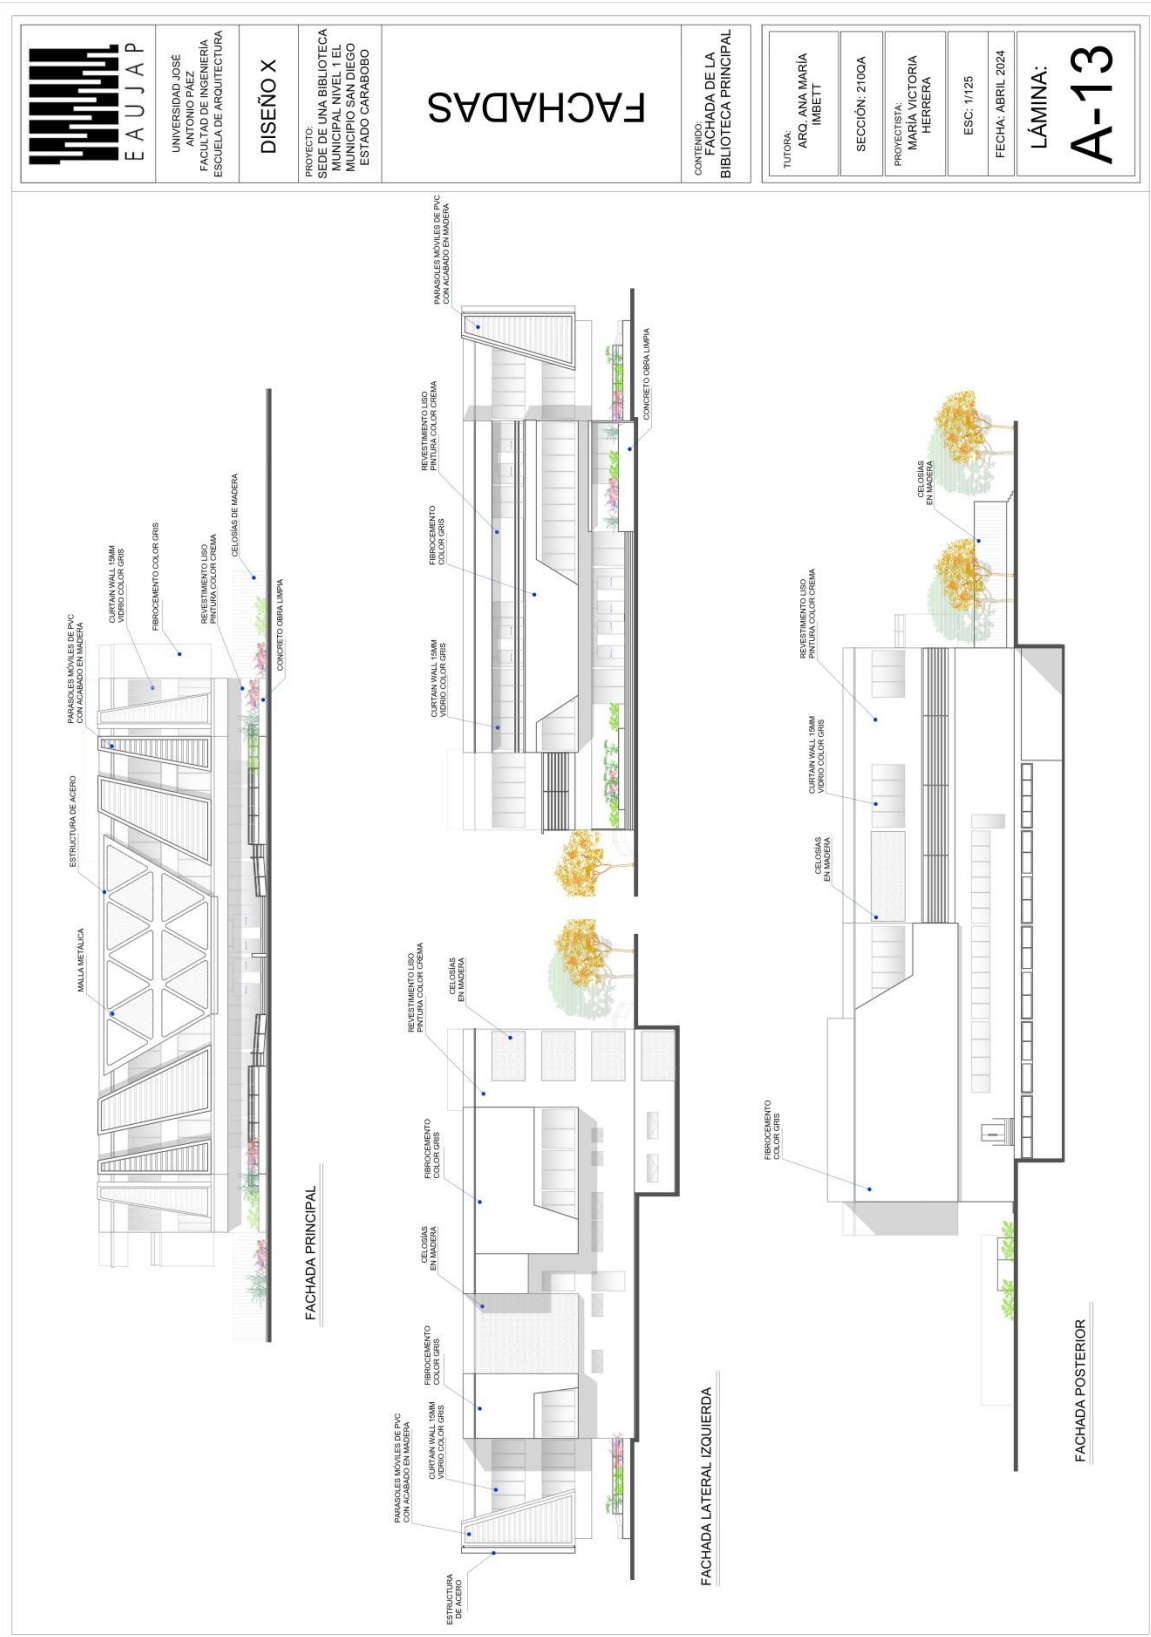 EAUJAP
UNIVERSIDAD JOSÉ
ANTONIO PÁEZ
FACULTAD DE INGENIERÍA
ESCUELA DE ARQUITECTURA
DISEÑO X
PROYECTO:
SEDE DE UNA BIBLIOTECA
MUNICIPAL NIVEL 1 EL
MUNICIPIO SAN DIEGO
ESTADO CARABOBO
FACHADAS
CONTENIDO:
FACHADA DE LA
BIBLIOTECA PRINCIPAL
TUTORA:
ARQ. ANA MARÍA
IMBETT
SECCIÓN: 210QA
PROYECTISTA:
MARÍA VICTORIA
HERRERA
ESC: 1/125
FECHA: ABRIL 2024
LÁMINA:
A-13
MALLA METÁLICA
ESTRUCTURA DE ACERO
PARASOLES MÓVILES DE PVC
CON ACABADO EN MADERA
CURTAIN WALL 15MM
VIDRIO COLOR GRIS
FIBROCEMENTO COLOR GRIS
REVESTIMIENTO LISO
PINTURA COLOR CREMA
CELOSÍAS DE MADERA
CONCRETO OBRA LIMPIA
FACHADA PRINCIPAL
ESTRUCTURA
DE ACERO
PARASOLES MÓVILES DE PVC
CON ACABADO EN MADERA
CURTAIN WALL 15MM
VIDRIO COLOR GRIS
FIBROCEMENTO
COLOR GRIS
CELOSÍAS
EN MADERA
FIBROCEMENTO
COLOR GRIS
REVESTIMIENTO LISO
PINTURA COLOR CREMA
CELOSÍAS
EN MADERA
FACHADA LATERAL IZQUIERDA
CURTAIN WALL 15MM
VIDRIO COLOR GRIS
FIBROCEMENTO
COLOR GRIS
REVESTIMIENTO LISO
PINTURA COLOR CREMA
PARASOLES MÓVILES DE PVC
CON ACABADO EN MADERA
CONCRETO OBRA LIMPIA
FIBROCEMENTO
COLOR GRIS
CELOSÍAS
EN MADERA
CURTAIN WALL 15MM
VIDRIO COLOR GRIS
REVESTIMIENTO LISO
PINTURA COLOR CREMA
CELOSÍAS
EN MADERA
FACHADA POSTERIOR